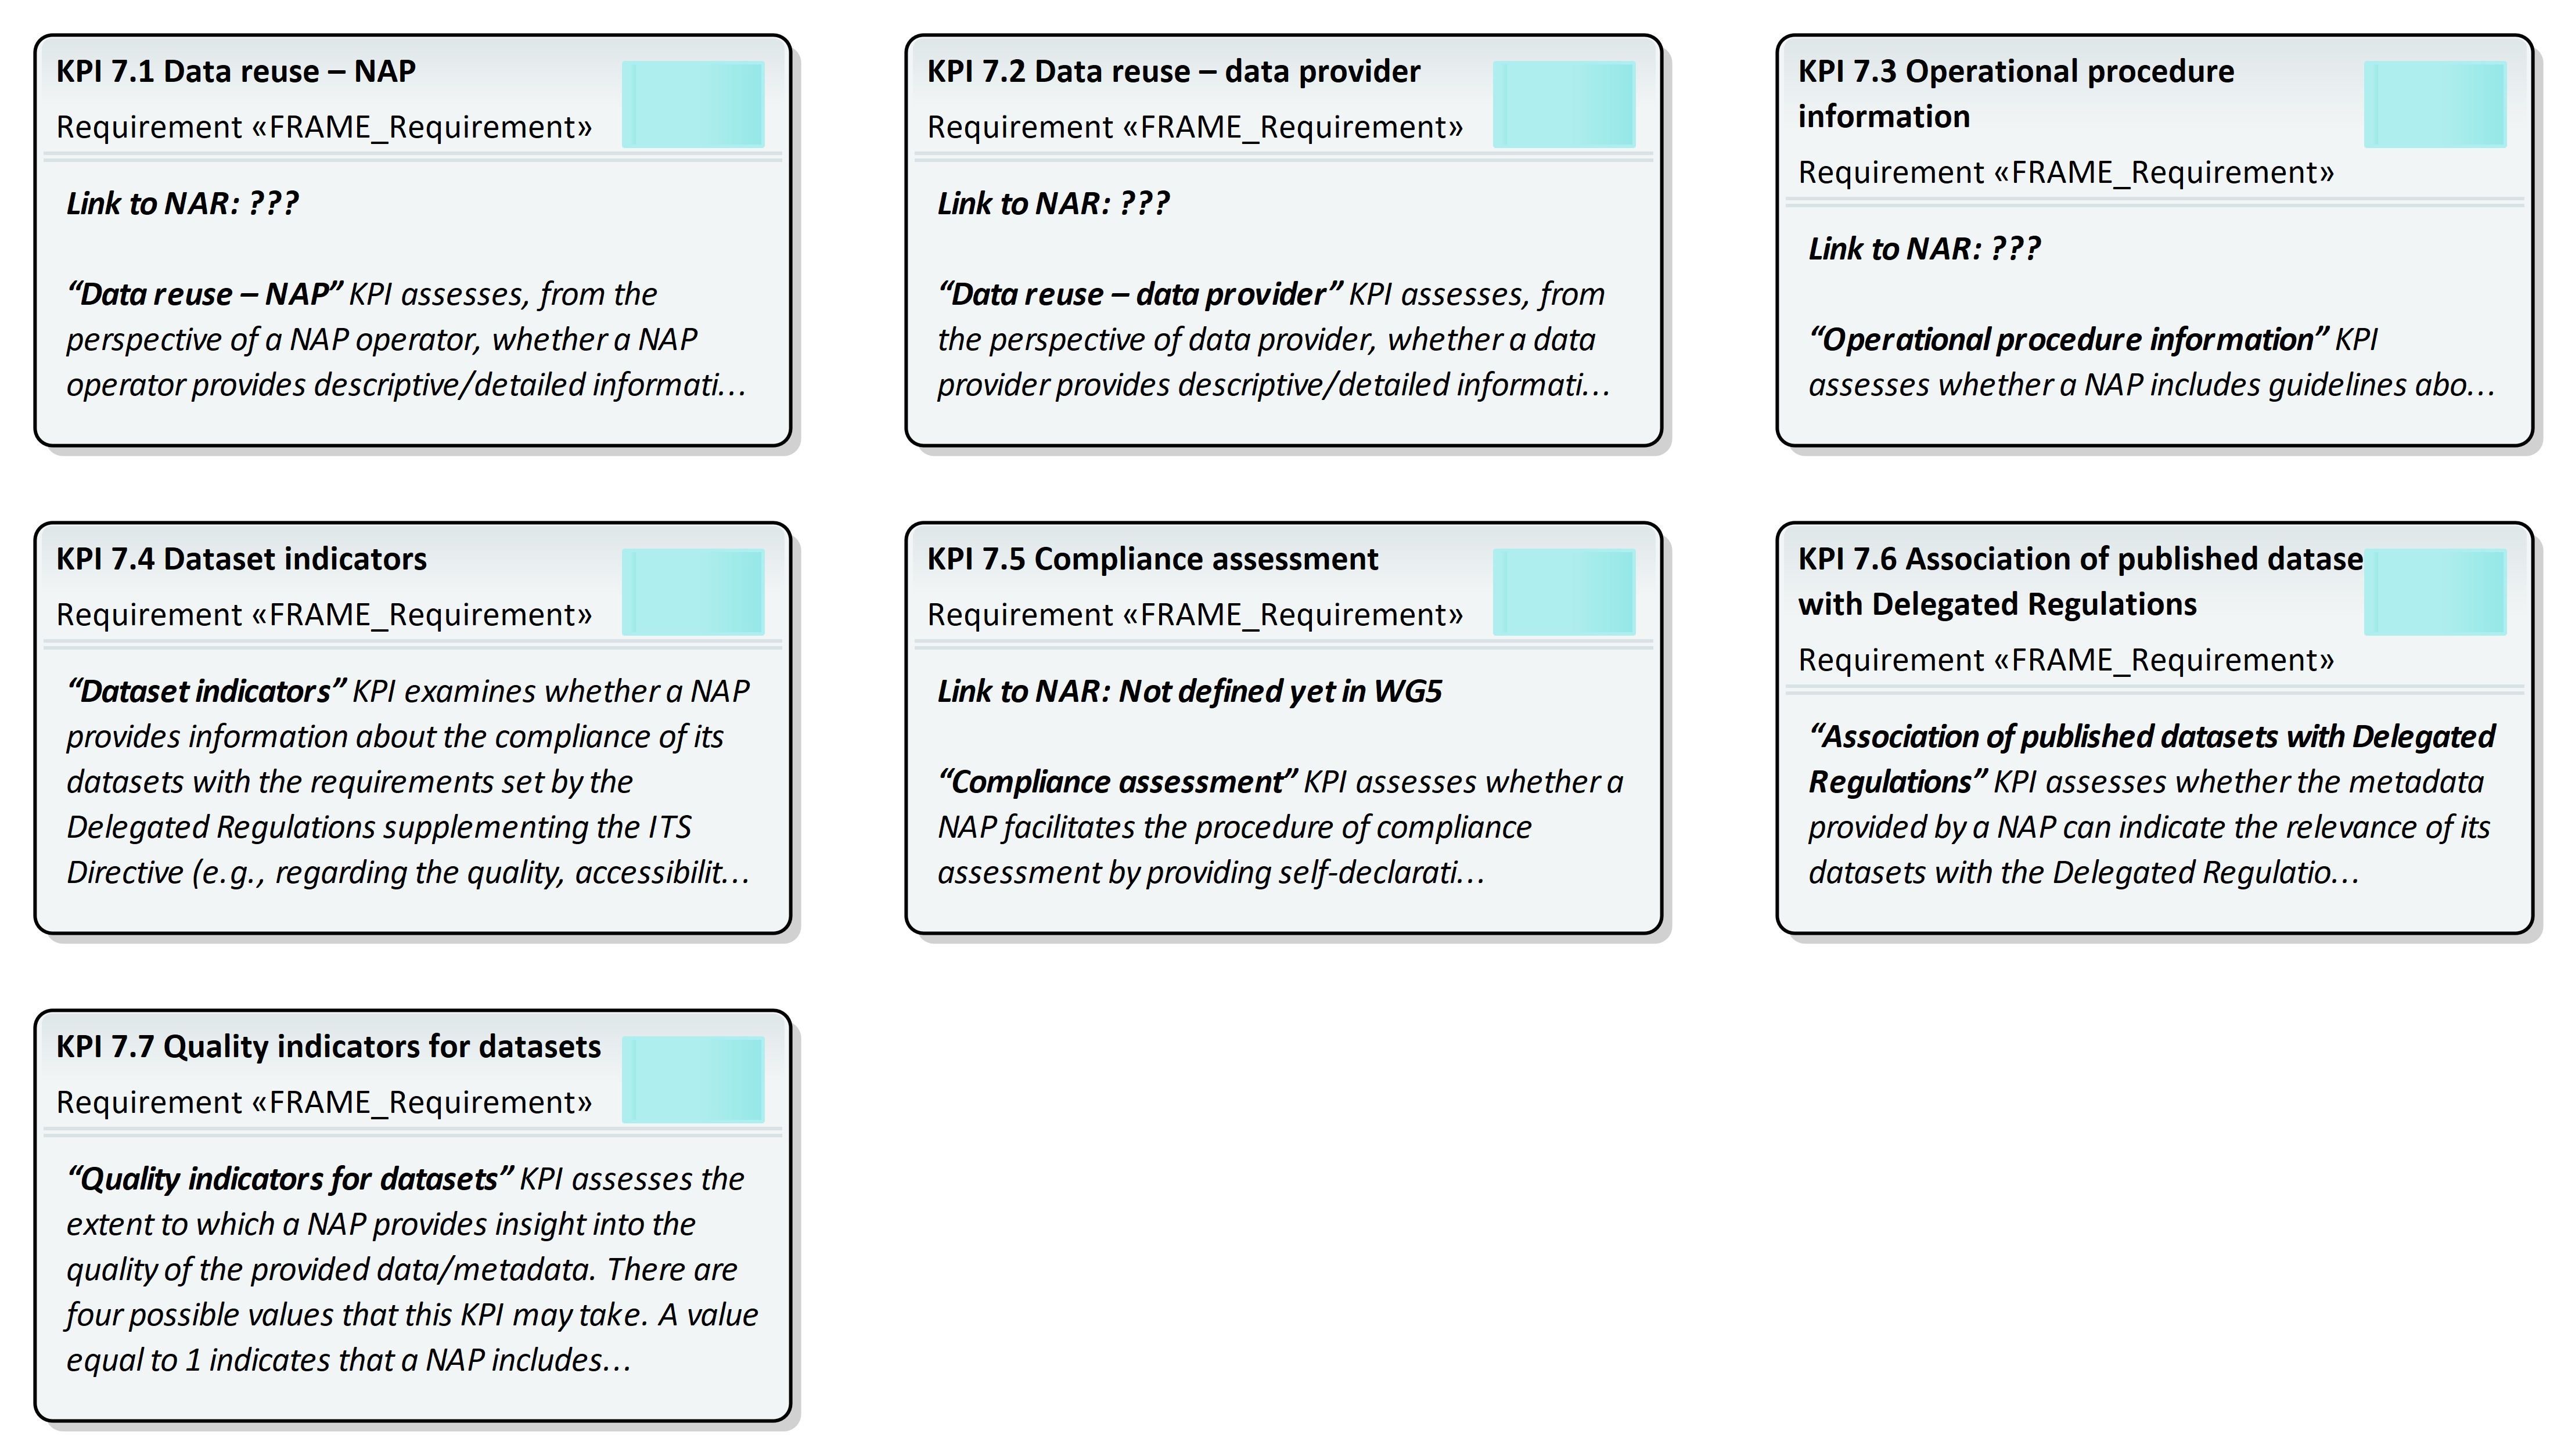 KPI 7.1 Data reuse – NAP
Requirement «FRAME_Requirement»
Link to NAR: ???
“Data reuse – NAP” KPI assesses, from the
perspective of a NAP operator, whether a NAP
operator provides descriptive/detailed informati...
KPI 7.2 Data reuse – data provider
Requirement «FRAME_Requirement»
Link to NAR: ???
“Data reuse – data provider” KPI assesses, from
the perspective of data provider, whether a data
provider provides descriptive/detailed informati...
KPI 7.3 Operational procedure
information
Requirement «FRAME_Requirement»
Link to NAR: ???
“Operational procedure information” KPI
assesses whether a NAP includes guidelines abo...
KPI 7.4 Dataset indicators
Requirement «FRAME_Requirement»
“Dataset indicators” KPI examines whether a NAP
provides information about the compliance of its
datasets with the requirements set by the
Delegated Regulations supplementing the ITS
Directive (e.g., regarding the quality, accessibilit...
KPI 7.5 Compliance assessment
Requirement «FRAME_Requirement»
Link to NAR: Not defined yet in WG5
“Compliance assessment” KPI assesses whether a
NAP facilitates the procedure of compliance
assessment by providing self-declarati...
KPI 7.6 Association of published datase
with Delegated Regulations
Requirement «FRAME_Requirement»
“Association of published datasets with Delegated
Regulations” KPI assesses whether the metadata
provided by a NAP can indicate the relevance of its
datasets with the Delegated Regulatio...
KPI 7.7 Quality indicators for datasets
Requirement «FRAME_Requirement»
“Quality indicators for datasets” KPI assesses the
extent to which a NAP provides insight into the
quality of the provided data/metadata. There are
four possible values that this KPI may take. A value
equal to 1 indicates that a NAP includes...